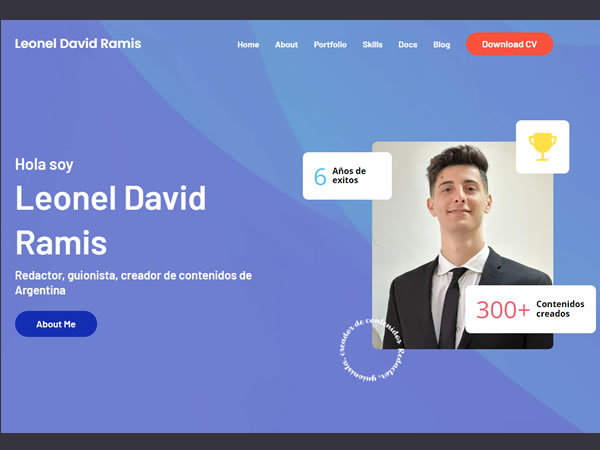 Leonel David Ramis
Home About Portfolio Skills Docs Blog Download CV
Hola soy
Leonel David
Ramis
Redactor, guionista, creador de contenidos de
Argentina
About Me
6 Años de
exitos
300+ Contenidos
creados
Redactor, guionista, creador de contenidos